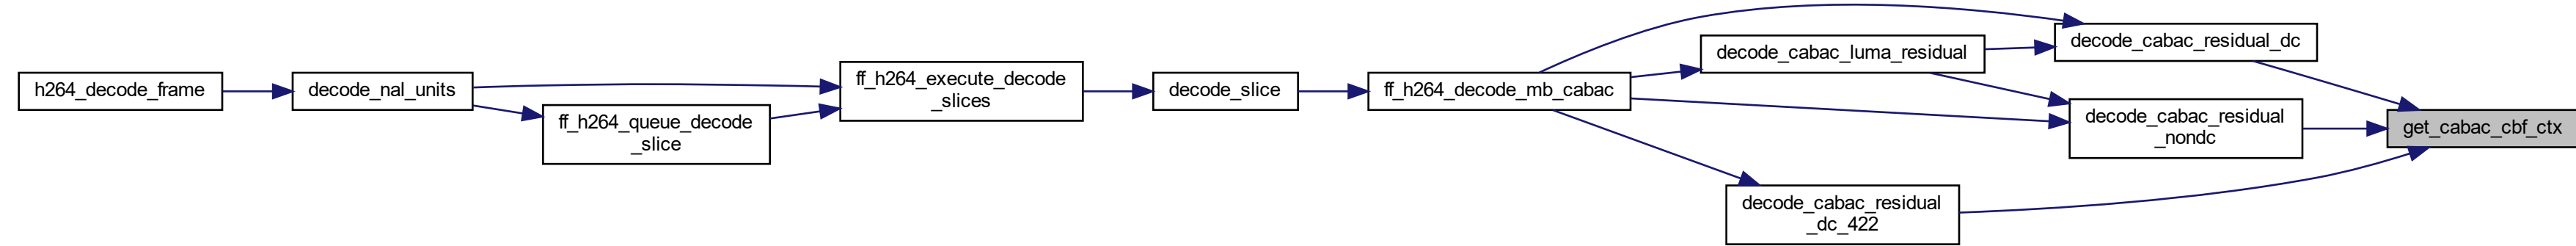 h264_decode_frame
decode_nal_units
ff_h264_queue_decode
_slice
ff_h264_execute_decode
_slices
decode_slice
ff_h264_decode_mb_cabac
decode_cabac_luma_residual
decode_cabac_residual
_dc_422
decode_cabac_residual_dc
decode_cabac_residual
_nondc
get_cabac_cbf_ctx